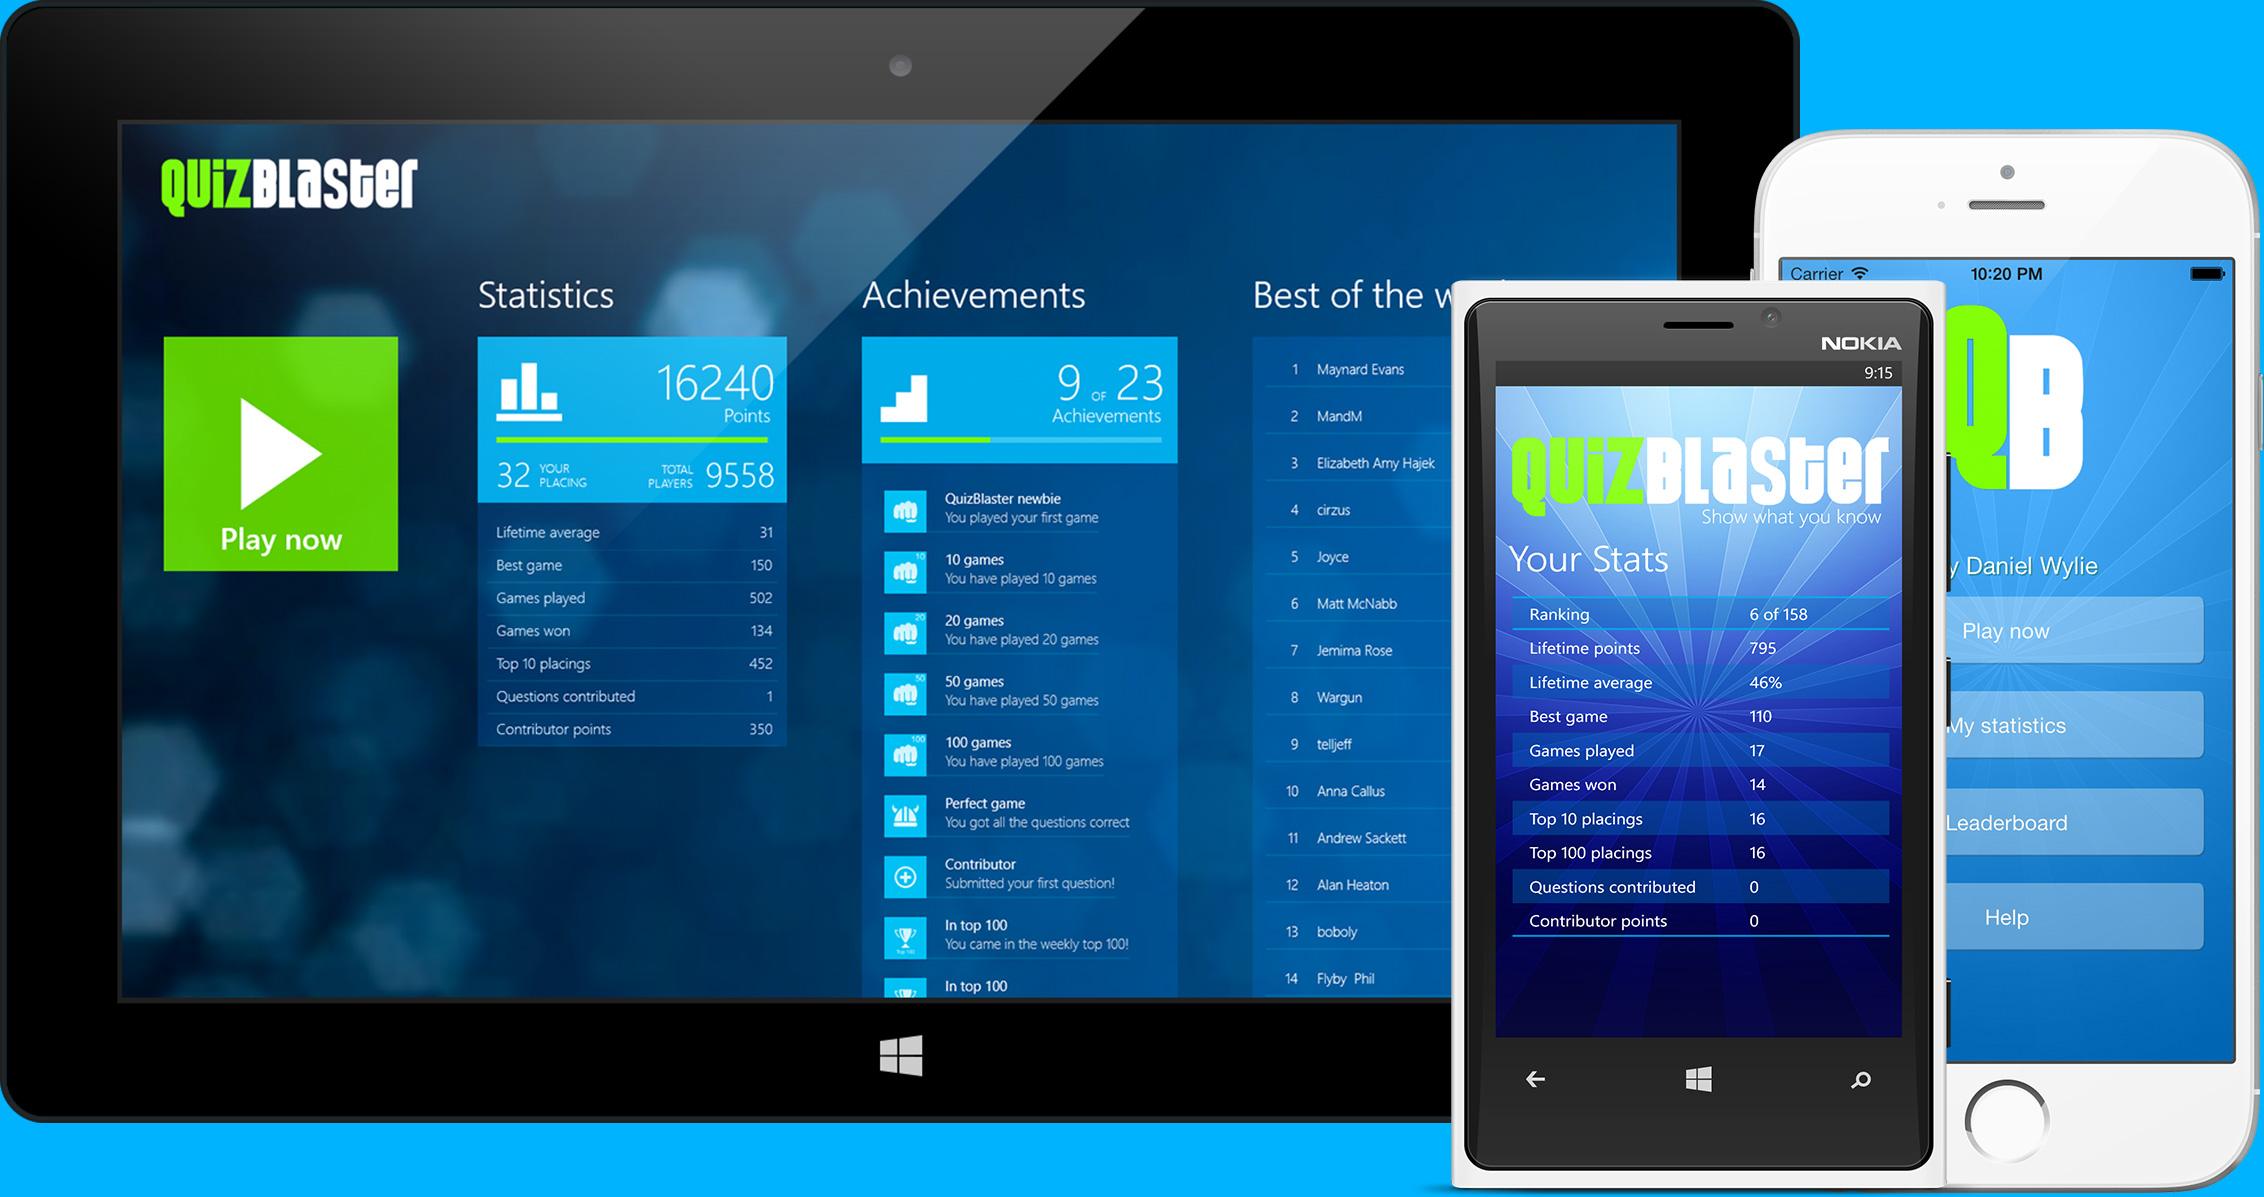 QUiZBLaster
Play now
Statistics
16240
Points
32 YOUR PLACING
TOTAL PLAYERS 9558
Lifetime average 31
Best game 150
Games played 502
Games won 134
Top 10 placings 452
Questions contributed 1
Contributor points 350
Achievements
9 OF 23
Achievements
QuizBlaster newbie
You played your first game
10
10 games
You have played 10 games
20
20 games
You have played 20 games
50
50 games
You have played 50 games
100
100 games
You have played 100 games
Perfect game
You got all the questions correct
Contributor
Submitted your first question!
Top 100
In top 100
You came in the weekly top 100!
In top 100
Best of the
1 Maynard Evans
2 MandM
3 Elizabeth Amy Hajek
4 cirzus
5 Joyce
6 Matt McNabb
7 Jemima Rose
8 Wargun
9 telljeff
10 Anna Callus
11 Andrew Sackett
12 Alan Heaton
13 boboly
14 Flyby Phil
NOKIA
9:15
QUiZBLaster
Show what you know
Your Stats
Ranking 6 of 158
Lifetime points 795
Lifetime average 46%
Best game 110
Games played 17
Games won 14
Top 10 placings 16
Top 100 placings 16
Questions contributed 0
Contributor points 0
Carrier 10:20 PM
QB
y Daniel Wylie
Play now
My statistics
Leaderboard
Help